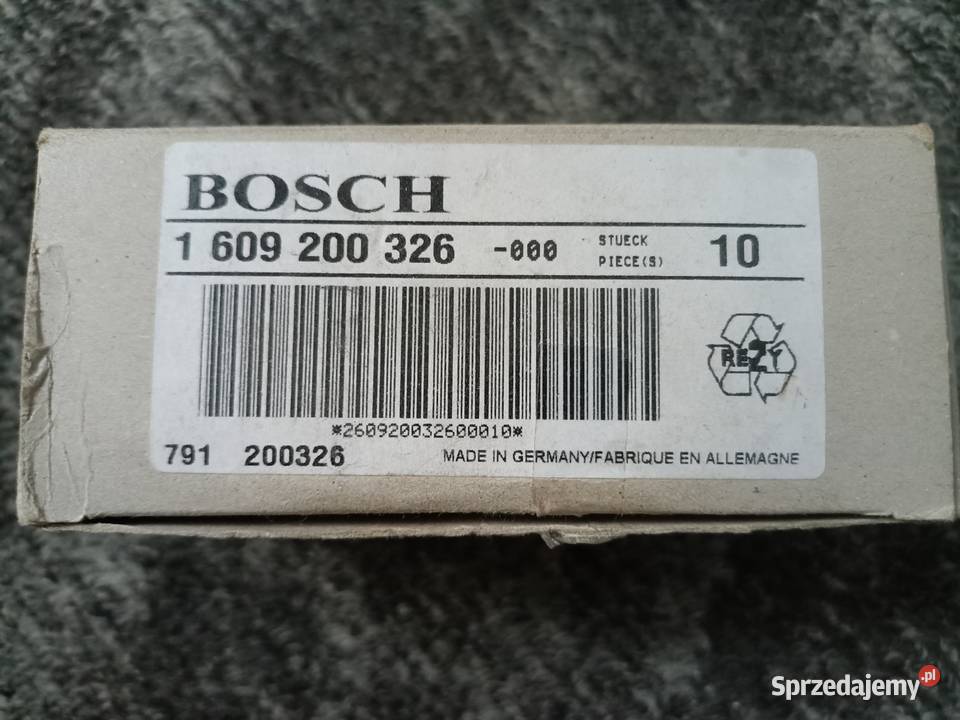 BOSCH
1 609 200 326 -000 STUECK PIECE(S) 10
REZY
*260920032600010*
791 200326 MADE IN GERMANY/FABRIQUE EN ALLEMAGNE
Sprzedajemy.pl